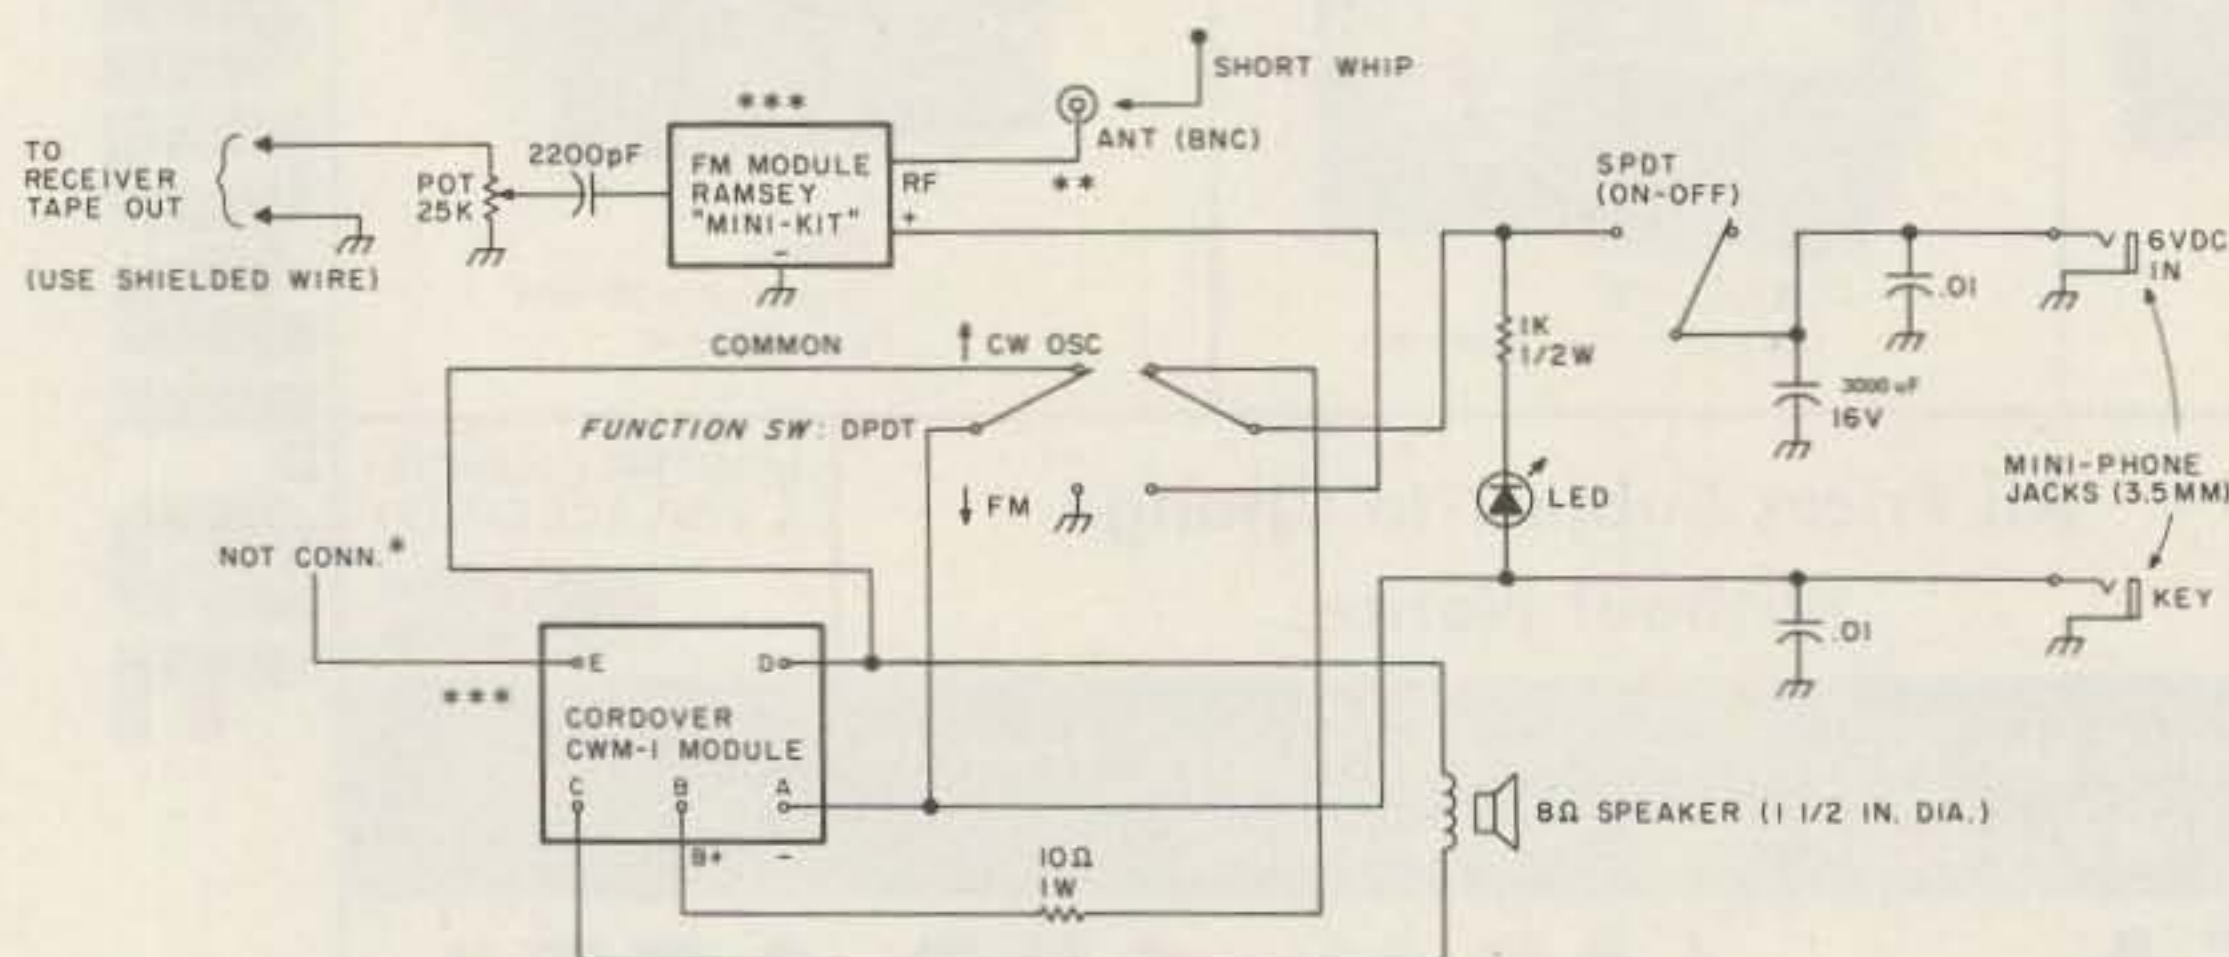 SHORT WHIP
***
ANT (BNC)
**
TO
RECEIVER
TAPE OUT
(USE SHIELDED WIRE)
POT
25K
2200pF
FM MODULE
RAMSEY
"MINI-KIT"
-
RF
+
SPDT
(ON-OFF)
6VDC
IN
.01
1K
1/2W
3000 uF
16V
COMMON
CW OSC
FUNCTION SW: DPDT
FM
LED
MINI-PHONE
JACKS (3.5MM)
NOT CONN.*
KEY
.01
***
E
D
CORDOVER
CWM-1 MODULE
C
B
A
B+
-
10Ω
1W
8Ω SPEAKER (1 1/2 IN. DIA.)